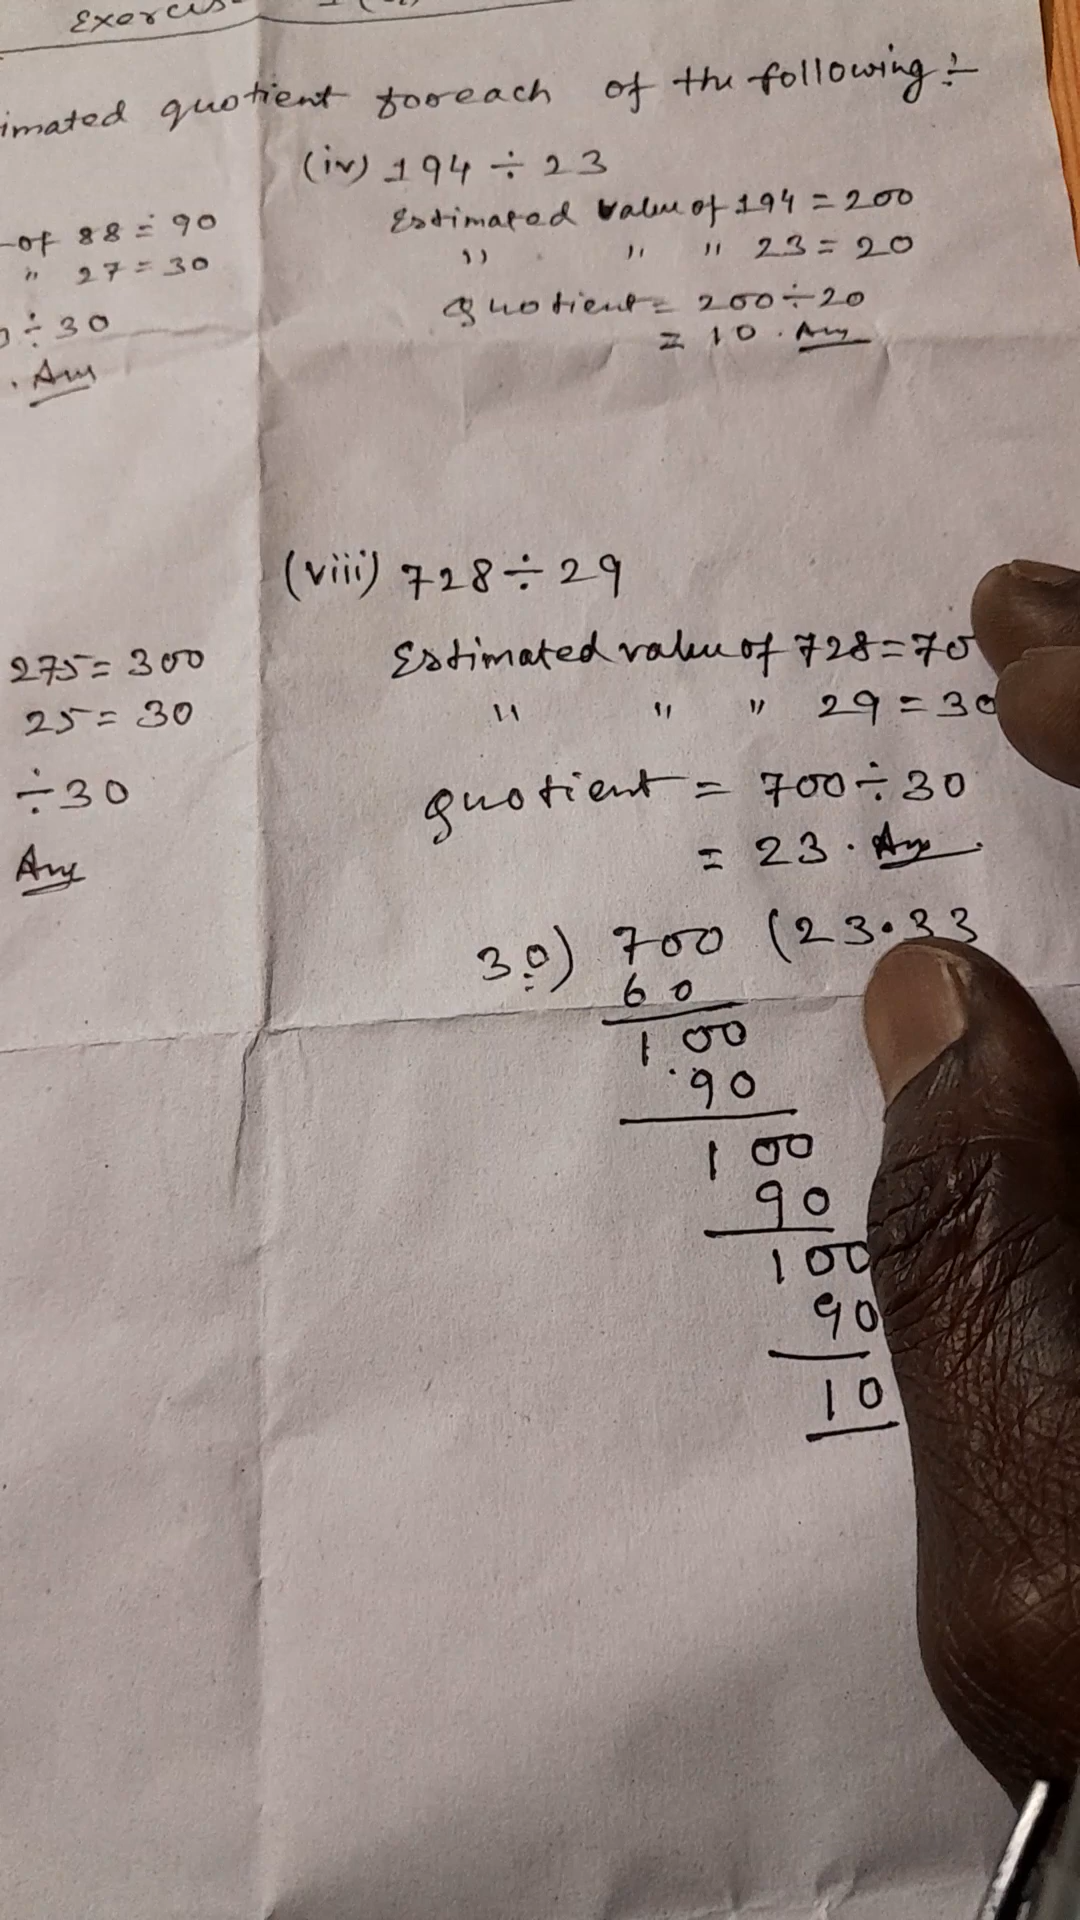 imated quotient for each of the following :-
-of 88 = 90
" 27 = 30
÷ 30
. Ans
275 = 300
25 = 30
÷ 30
Ans
(iv) 194 ÷ 23
Estimated value of 194 = 200
" " " 23 = 20
Quotient = 200 ÷ 20
= 10 . Ans
(viii) 728 ÷ 29
Estimated value of 728 = 70
" " " 29 = 30
quotient = 700 ÷ 30
= 23 . Ans.
30) 700 (23.33
60
100
90
100
90
100
90
10